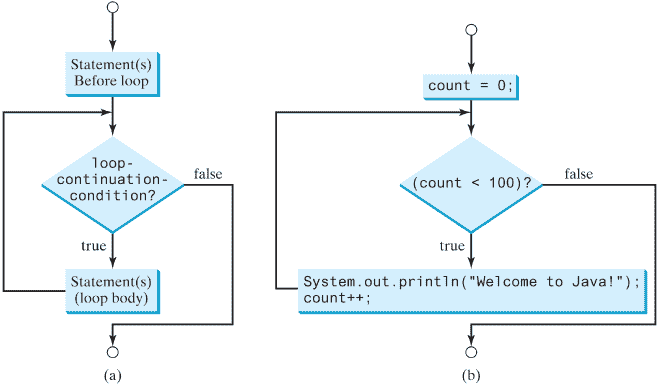 Statement(s)
Before loop
loop-
continuation-
condition?
false
true
Statement(s)
(loop body)
(a)
count = 0;
(count < 100)?
false
true
System.out.println("Welcome to Java!");
count++;
(b)